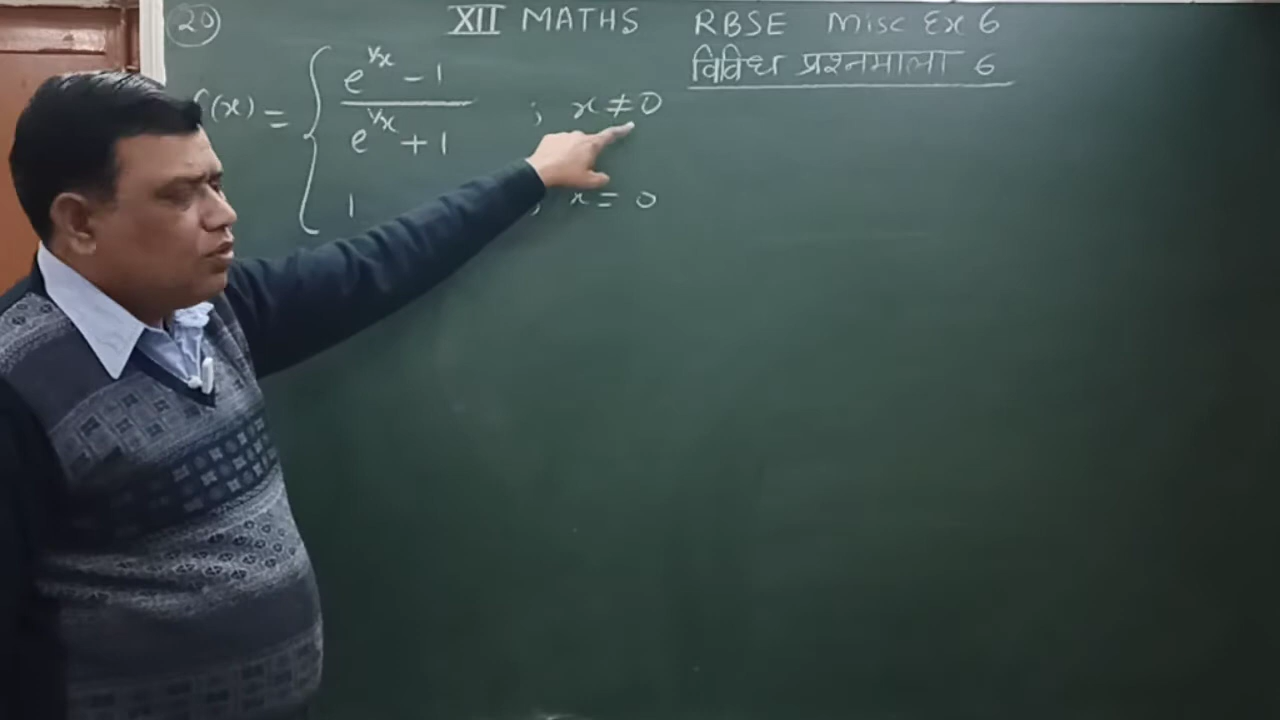 20 XII MATHS RBSE Misc Ex 6
विविध प्रश्नमाला 6
f(x) = { (e^{1/x} - 1) / (e^{1/x} + 1) ; x ≠ 0
1 ; x = 0